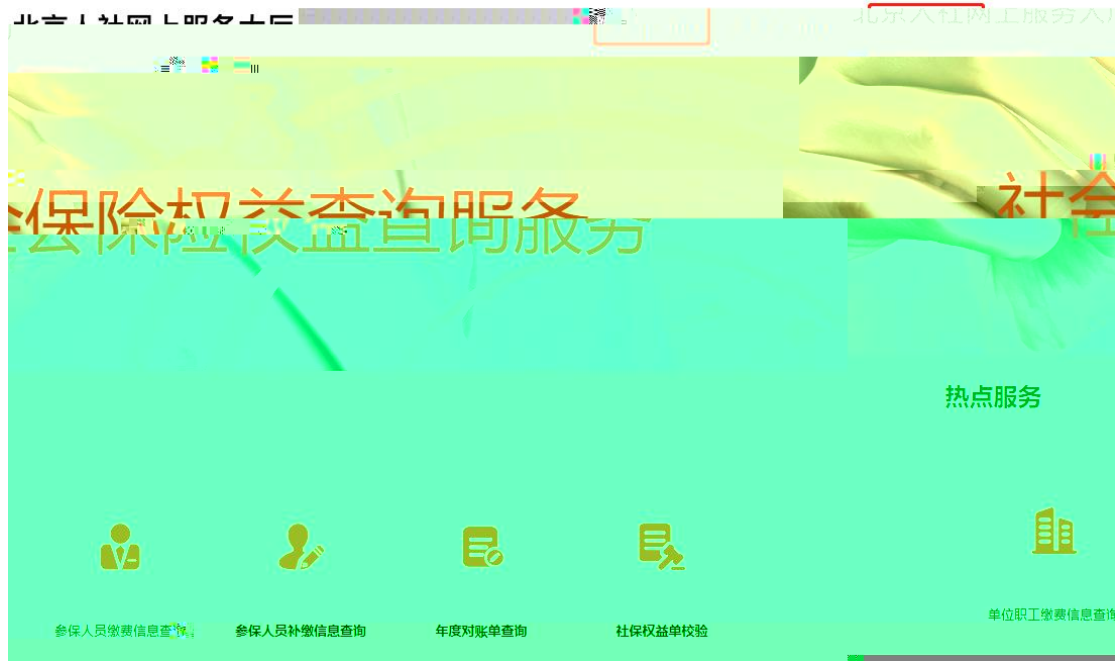 北京人社网上服务大厅
社会保险权益查询服务
热点服务
参保人员缴费信息查询
参保人员补缴信息查询
年度对账单查询
社保权益单校验
单位职工缴费信息查询